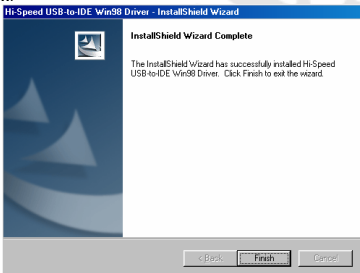 Hi-Speed USB-to-IDE Win98 Driver - InstallShield Wizard
InstallShield Wizard Complete
The InstallShield Wizard has successfully installed Hi-Speed
USB-to-IDE Win98 Driver. Click Finish to exit the wizard.
< Back Finish Cancel